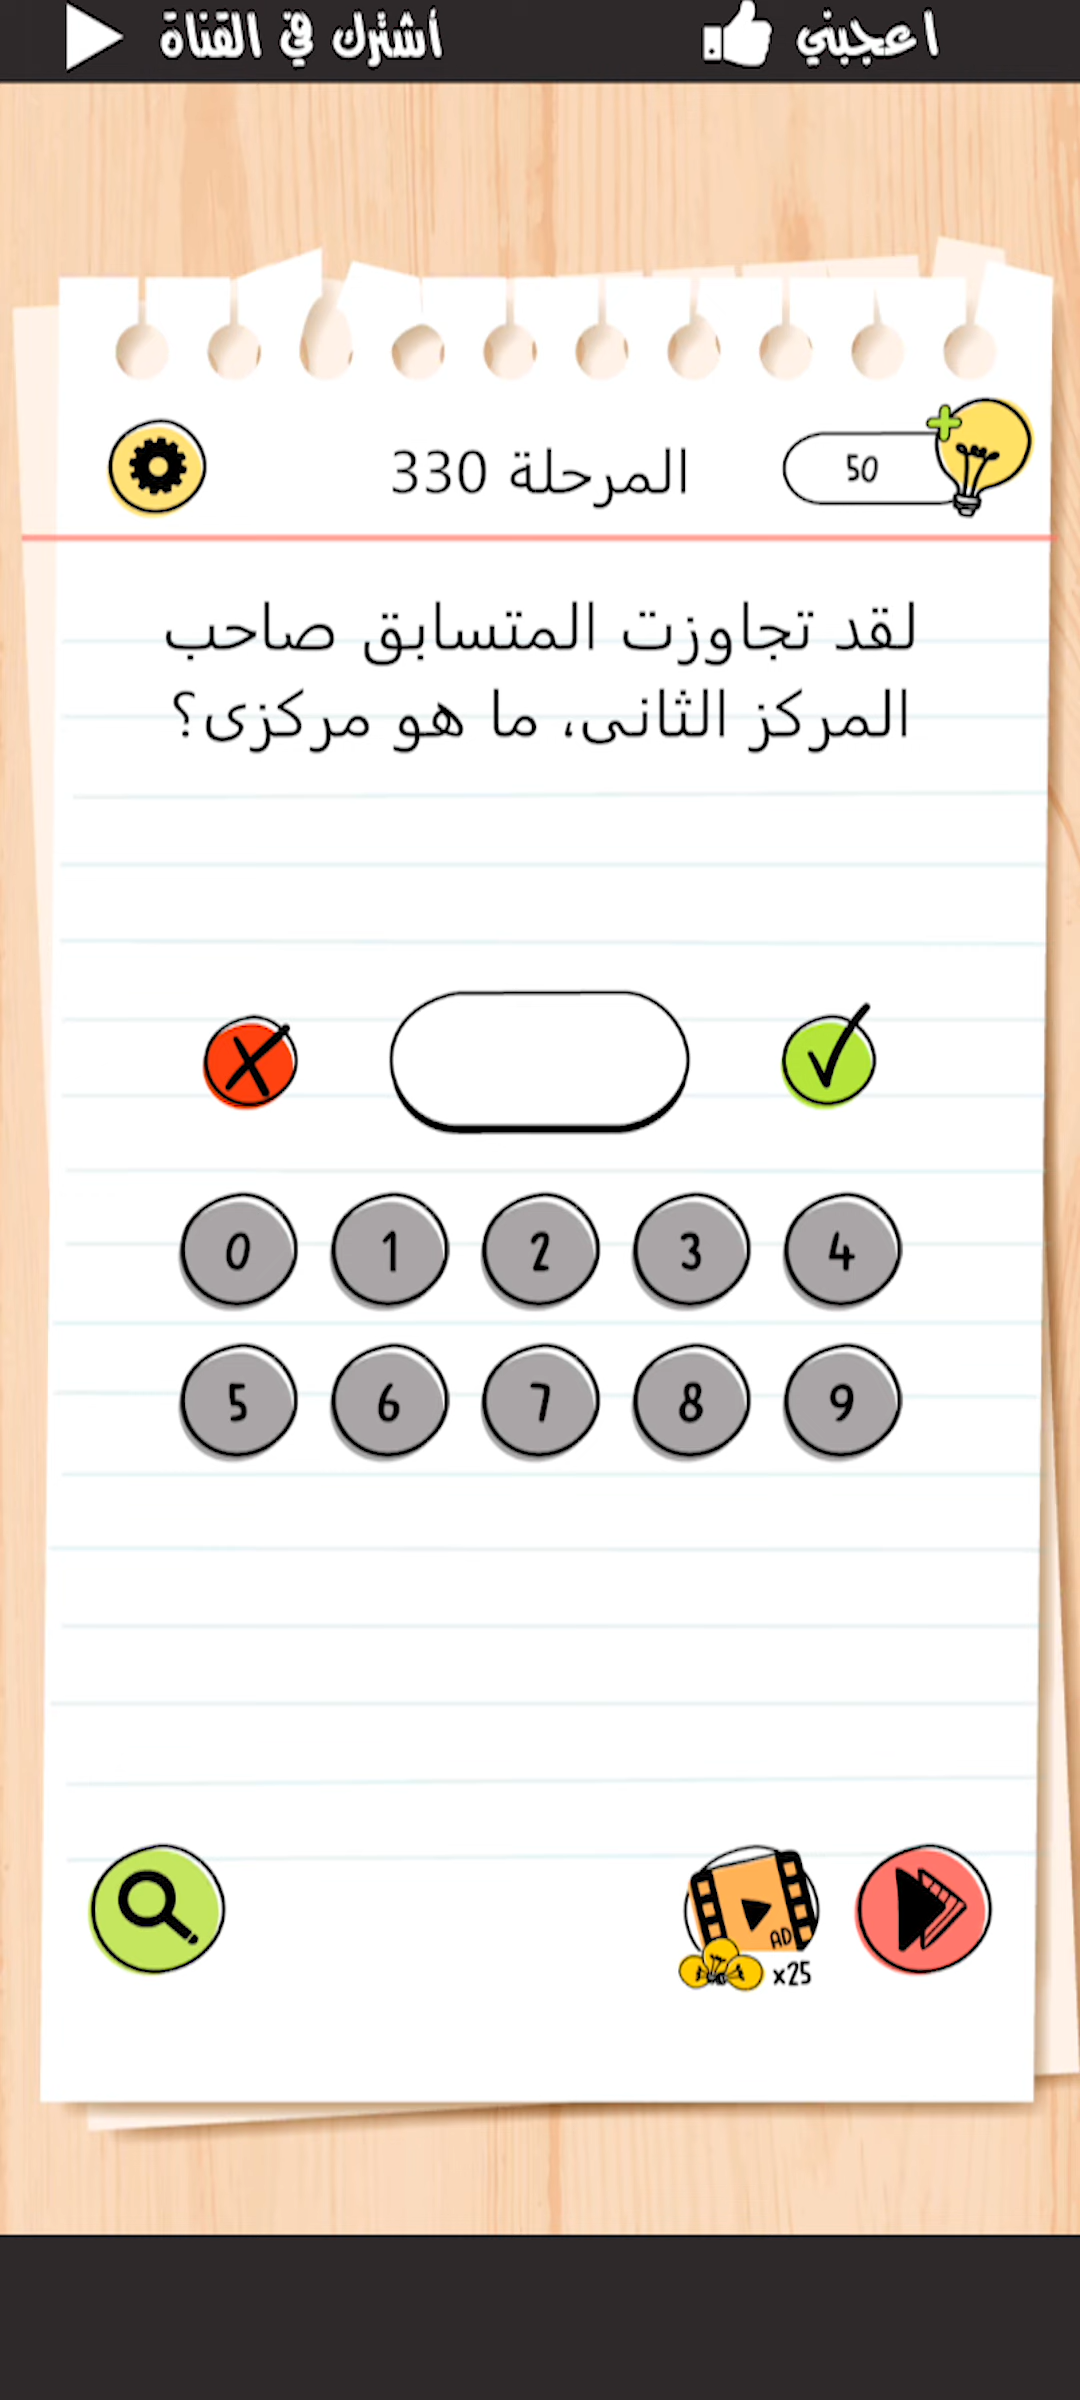 أشترك في القناة
اعجبني
المرحلة 330
50
لقد تجاوزت المتسابق صاحب
المركز الثانى، ما هو مركزى؟
0 1 2 3 4
5 6 7 8 9
AD
x25